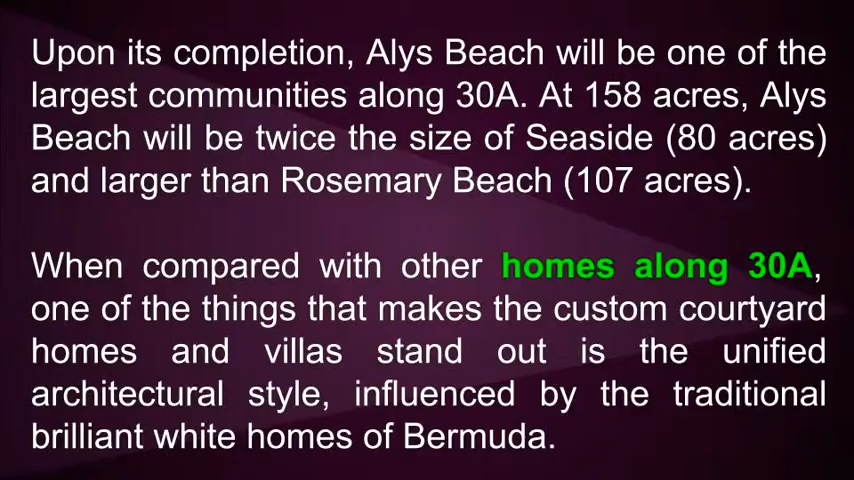 Upon its completion, Alys Beach will be one of the
largest communities along 30A. At 158 acres, Alys
Beach will be twice the size of Seaside (80 acres)
and larger than Rosemary Beach (107 acres).
When compared with other homes along 30A,
one of the things that makes the custom courtyard
homes and villas stand out is the unified
architectural style, influenced by the traditional
brilliant white homes of Bermuda.